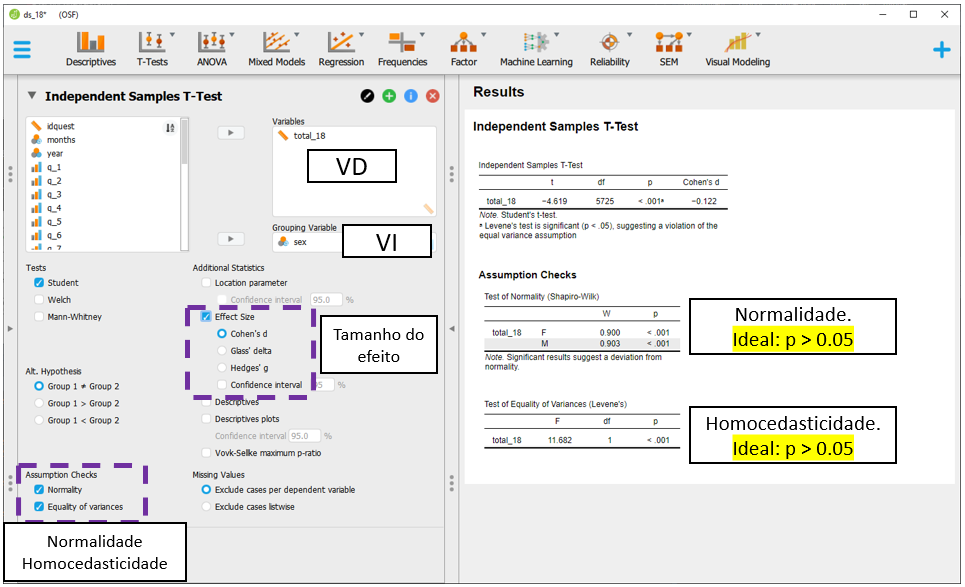 ds_18* (OSF)
Descriptives T-Tests ANOVA Mixed Models Regression Frequencies Factor Machine Learning Reliability SEM Visual Modeling
Independent Samples T-Test
idquest
months
year
q_1
q_2
q_3
q_4
q_5
q_6
q_7
Variables
total_18
VD
Grouping Variable
sex
VI
Tests
Student
Welch
Mann-Whitney
Alt. Hypothesis
Group 1 ≠ Group 2
Group 1 > Group 2
Group 1 < Group 2
Assumption Checks
Normality
Equality of variances
Normalidade
Homocedasticidade
Additional Statistics
Location parameter
Confidence interval 95.0 %
Effect Size
Cohen's d
Glass' delta
Hedges' g
Confidence interval %
Tamanho do
efeito
Descriptives
Descriptives plots
Confidence interval 95.0 %
Vovk-Sellke maximum p-ratio
Missing Values
Exclude cases per dependent variable
Exclude cases listwise
Results
Independent Samples T-Test
Independent Samples T-Test
t df p Cohen's d
total_18 −4.619 5725 < .001ᵃ −0.122
Note. Student's t-test.
ᵃ Levene's test is significant (p < .05), suggesting a violation of the
equal variance assumption
Assumption Checks
Test of Normality (Shapiro-Wilk)
W p
total_18 F 0.900 < .001
M 0.903 < .001
Note. Significant results suggest a deviation from
normality.
Normalidade.
Ideal: p > 0.05
Test of Equality of Variances (Levene's)
F df p
total_18 11.682 1 < .001
Homocedasticidade.
Ideal: p > 0.05